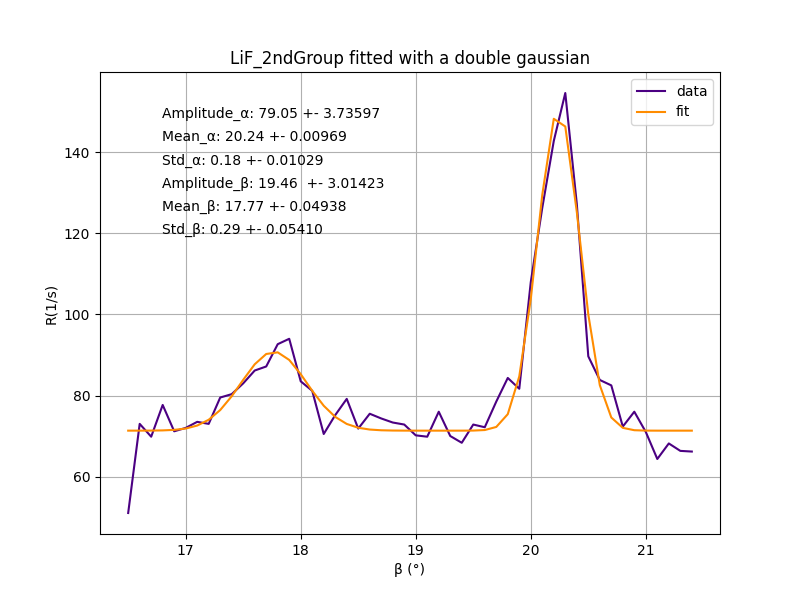 LiF_2ndGroup fitted with a double gaussian
data
fit
Amplitude_α: 79.05 +- 3.73597
Mean_α: 20.24 +- 0.00969
Std_α: 0.18 +- 0.01029
Amplitude_β: 19.46  +- 3.01423
Mean_β: 17.77 +- 0.04938
Std_β: 0.29 +- 0.05410
R(1/s)
140
120
100
80
60
17 18 19 20 21
β (°)